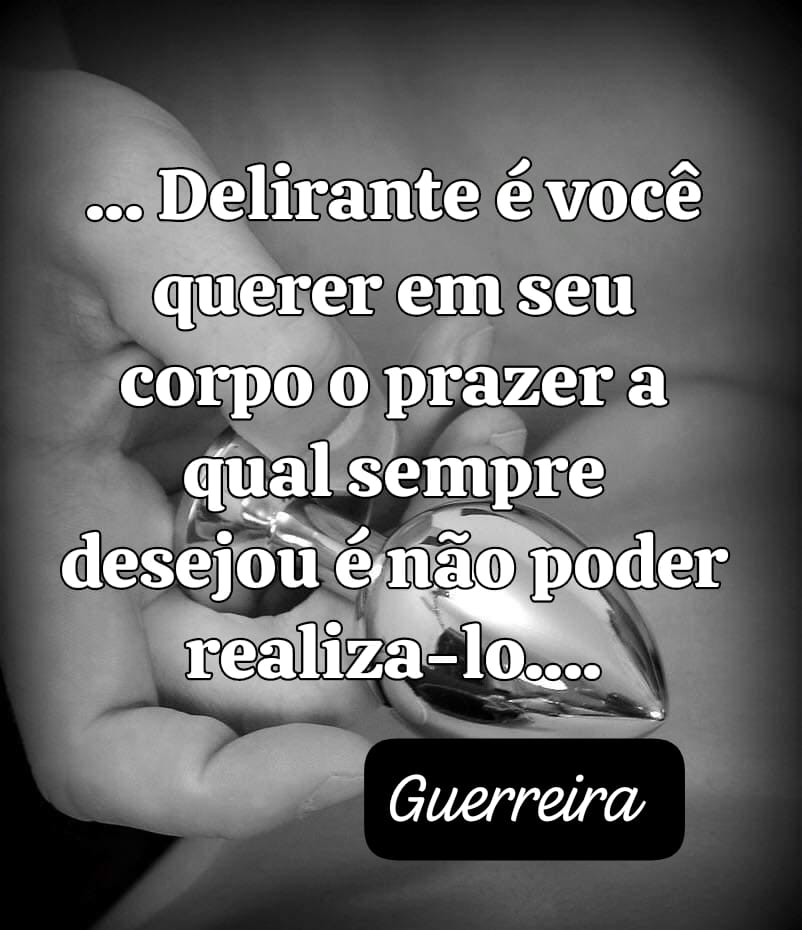 ... Delirante é você
querer em seu
corpo o prazer a
qual sempre
desejou é não poder
realiza-lo....
Guerreira